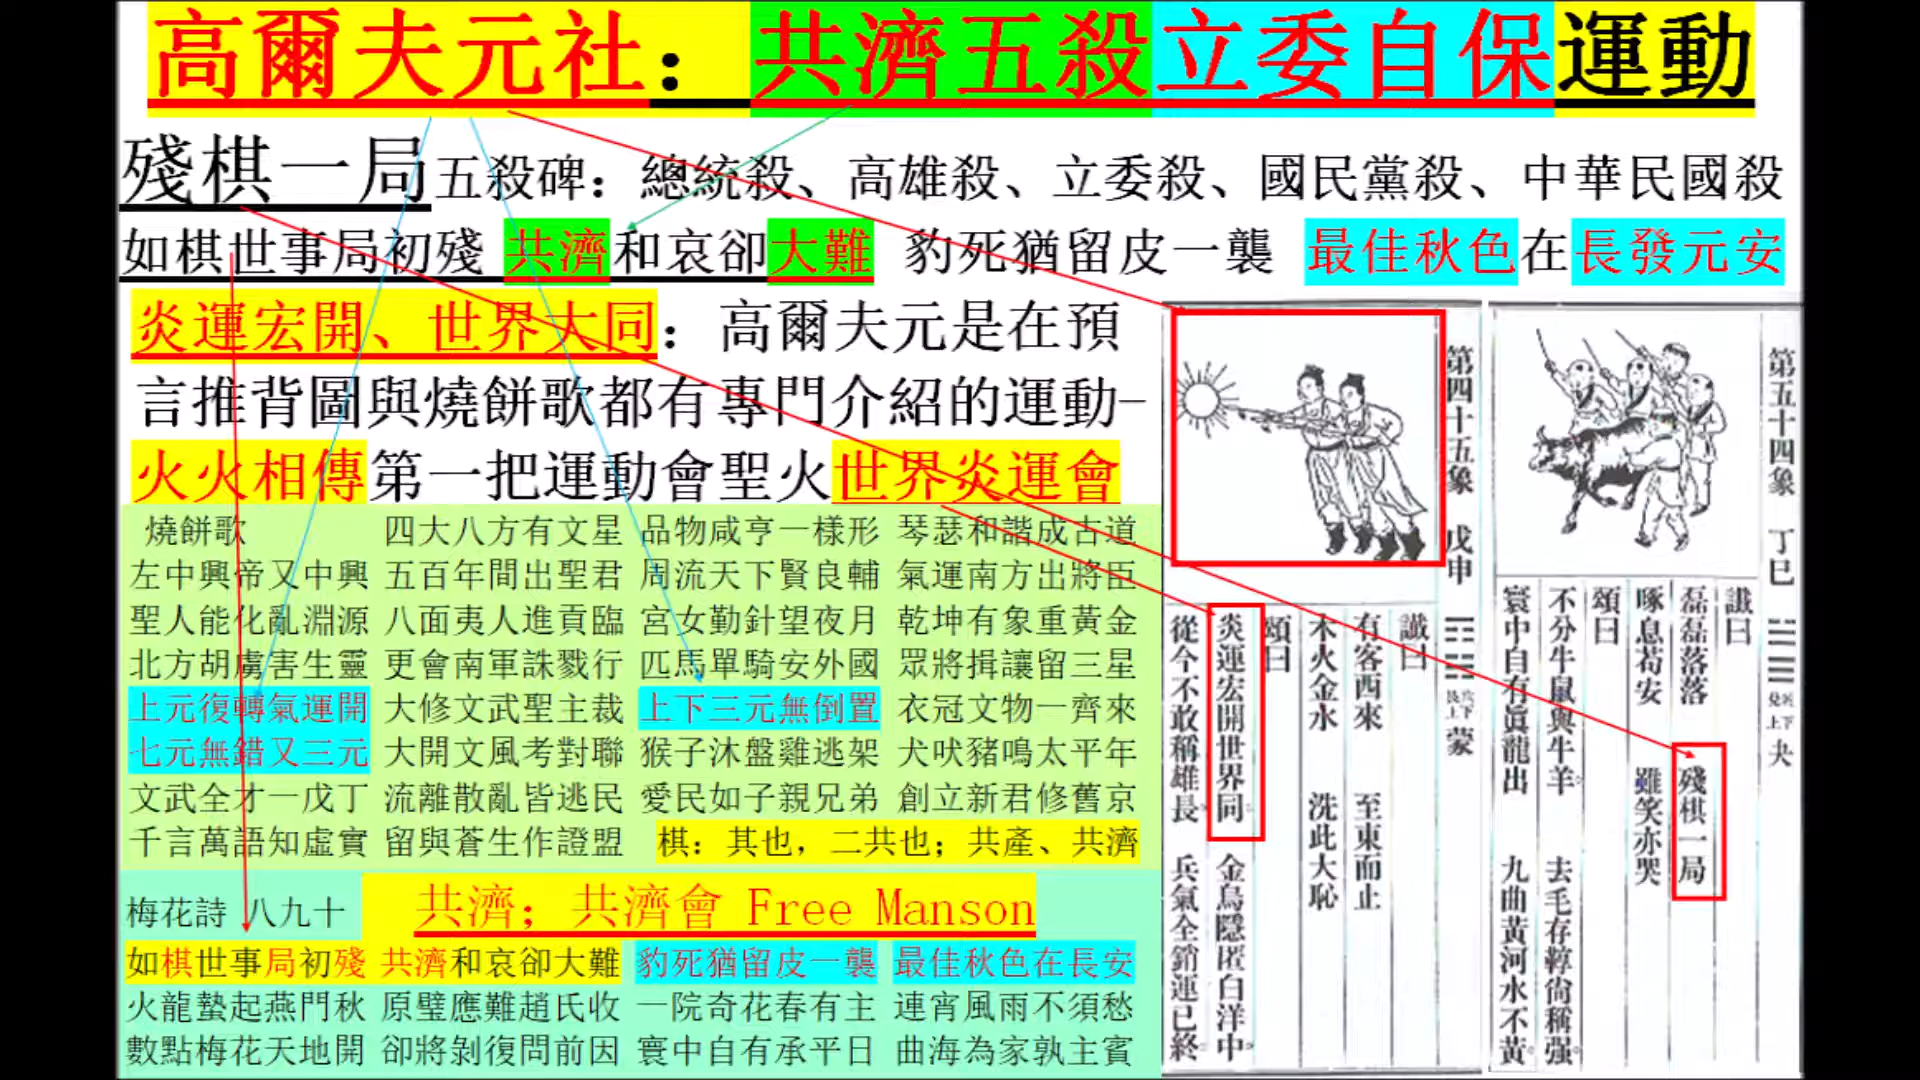 高爾夫元社：共濟五殺立委自保運動
殘棋一局五殺碑：總統殺、高雄殺、立委殺、國民黨殺、中華民國殺
如棋世事局初殘 共濟和哀卻大難 豹死猶留皮一襲 最佳秋色在長發元安
炎運宏開、世界大同：高爾夫元是在預
言推背圖與燒餅歌都有專門介紹的運動-
火火相傳第一把運動會聖火世界炎運會
燒餅歌 四大八方有文星 品物咸亨一樣形 琴瑟和諧成古道
左中興帝又中興 五百年間出聖君 周流天下賢良輔 氣運南方出將臣
聖人能化亂淵源 八面夷人進貢臨 宮女勤針望夜月 乾坤有象重黃金
北方胡虜害生靈 更會南軍誅戮行 匹馬單騎安外國 眾將揖讓留三星
上元復轉氣運開 大修文武聖主裁 上下三元無倒置 衣冠文物一齊來
七元無錯又三元 大開文風考對聯 猴子沐盤雞逃架 犬吠豬鳴太平年
文武全才一戊丁 流離散亂皆逃民 愛民如子親兄弟 創立新君修舊京
千言萬語知虛實 留與蒼生作證盟 棋：其也，二共也；共產、共濟
梅花詩 八九十 共濟；共濟會 Free Manson
如棋世事局初殘 共濟和哀卻大難 豹死猶留皮一襲 最佳秋色在長安
火龍蟄起燕門秋 原璧應難趙氏收 一院奇花春有主 連宵風雨不須愁
數點梅花天地開 卻將剝復問前因 寰中自有承平日 曲海為家孰主賓
第五十四象 丁巳
兌上 夬
讖曰
磊磊落落 殘棋一局
啄息苟安 雖笑亦哭
頌曰
不分牛鼠與牛羊 去毛存鞟尚稱强
寰中自有眞龍出 九曲黃河水不黃
第四十五象 戊申
坎下
艮上 蒙
讖曰
有客西來 至東而止
木火金水 洗此大恥
頌曰
炎運宏開世界同 金烏隱匿白洋中
從今不敢稱雄長 兵氣全銷運已終